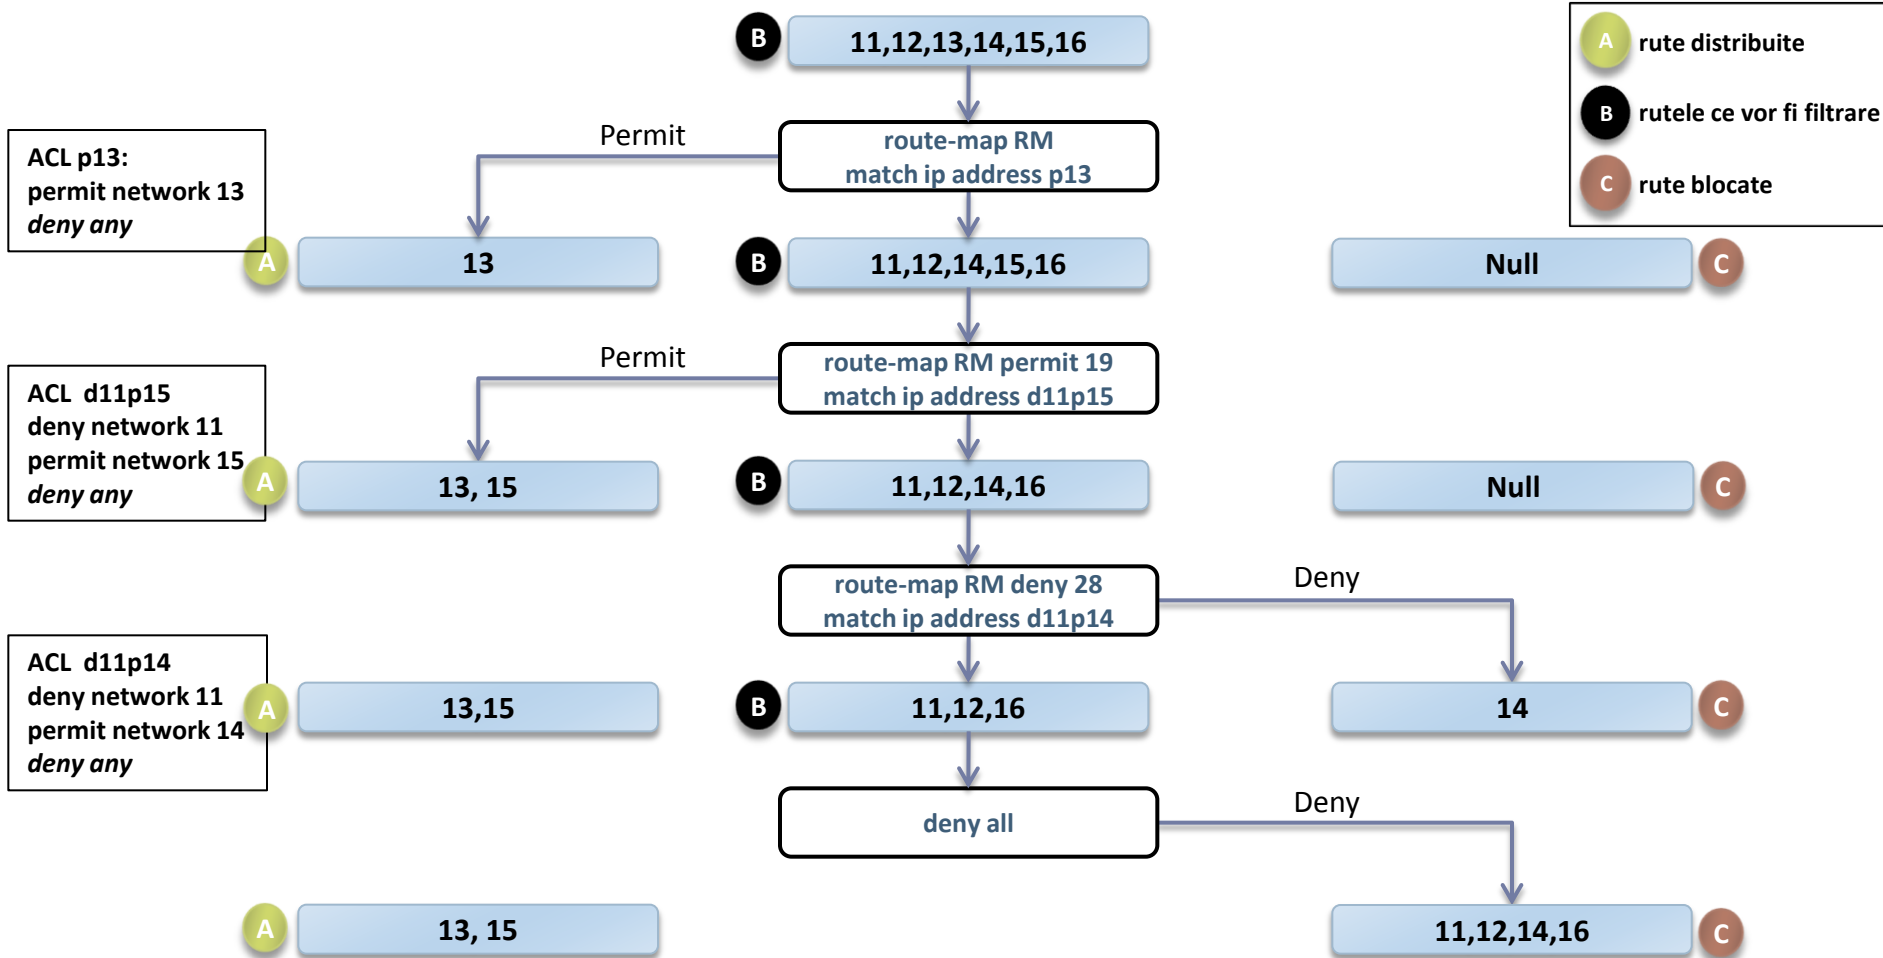 B
11,12,13,14,15,16
A rute distribuite
B rutele ce vor fi filtrare
C rute blocate
Permit
route-map RM
match ip address p13
ACL p13:
permit network 13
deny any
A
13
B
11,12,14,15,16
Null
C
Permit
route-map RM permit 19
match ip address d11p15
ACL d11p15
deny network 11
permit network 15
deny any
A
13, 15
B
11,12,14,16
Null
C
route-map RM deny 28
match ip address d11p14
Deny
ACL d11p14
deny network 11
permit network 14
deny any
A
13,15
B
11,12,16
14
C
deny all
Deny
A
13, 15
11,12,14,16
C